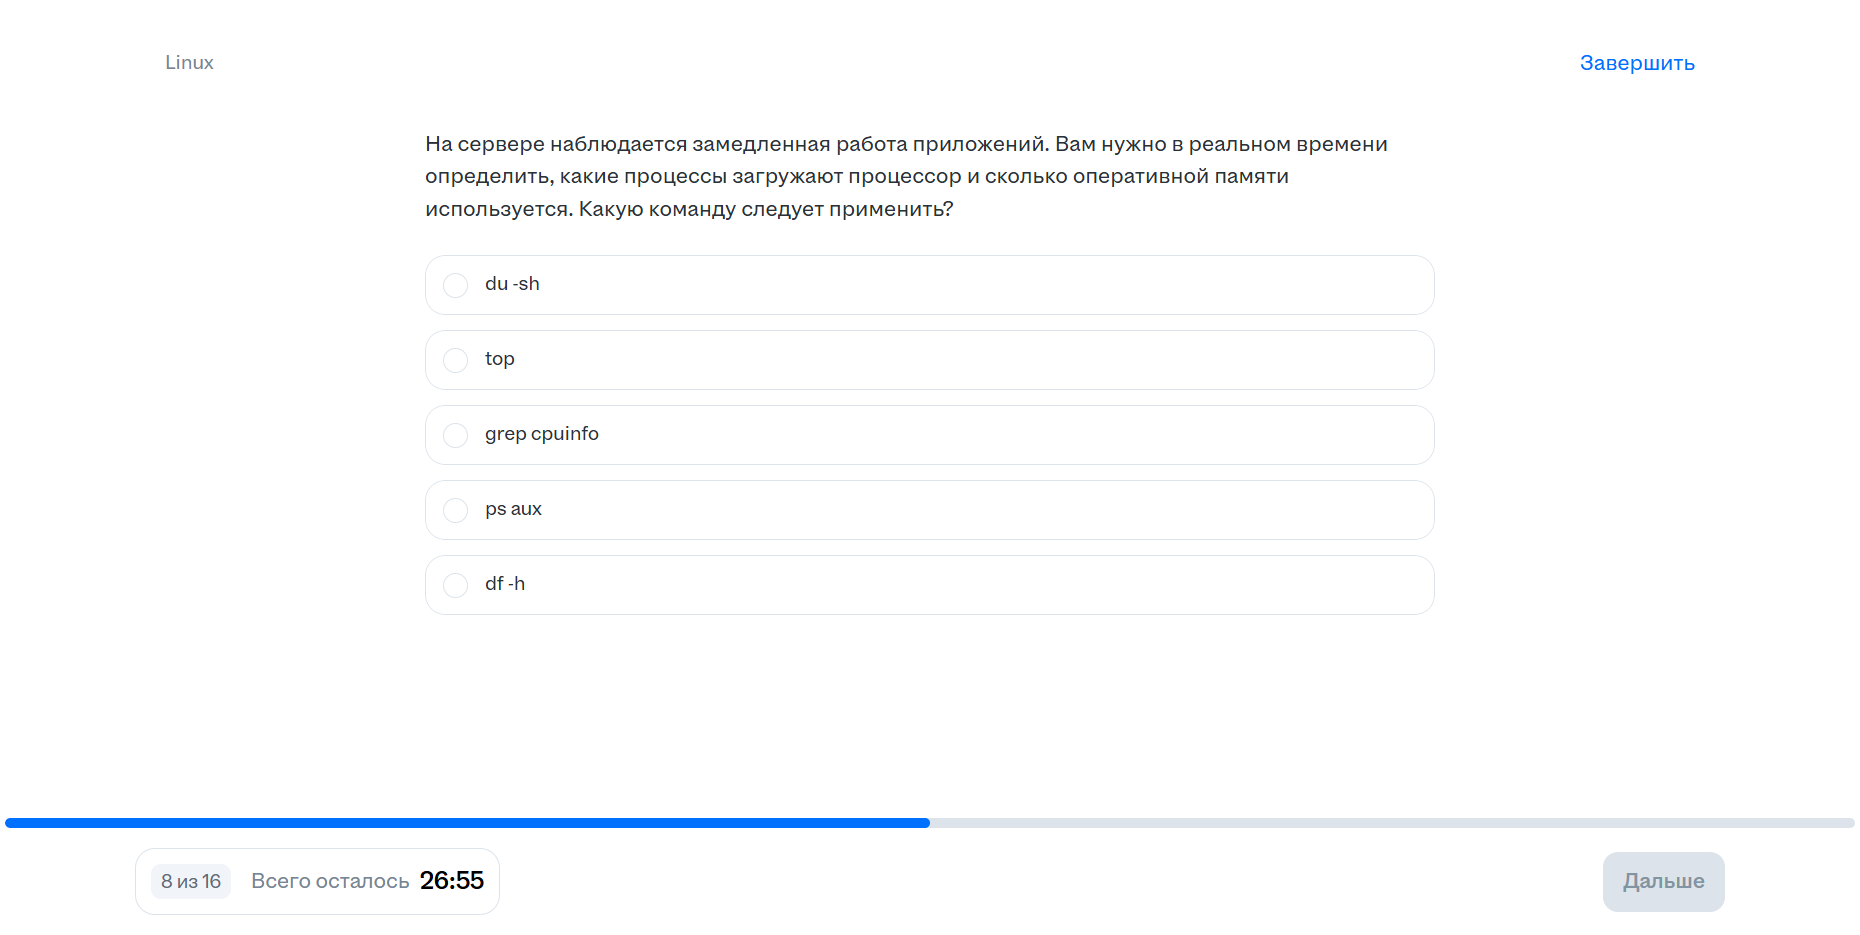 Linux
Завершить
На сервере наблюдается замедленная работа приложений. Вам нужно в реальном времени
определить, какие процессы загружают процессор и сколько оперативной памяти
используется. Какую команду следует применить?
du -sh
top
grep cpuinfo
ps aux
df -h
8 из 16 Всего осталось 26:55
Дальше